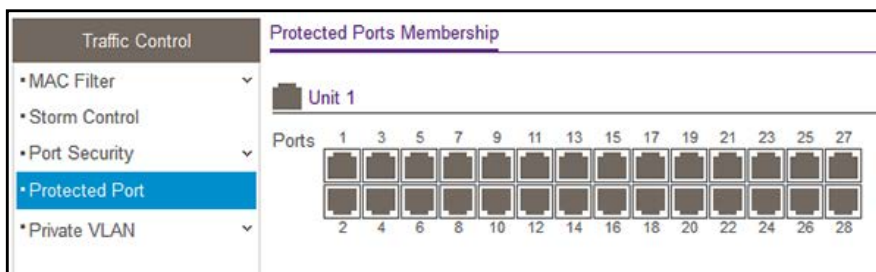 Traffic Control
MAC Filter
Storm Control
Port Security
Protected Port
Private VLAN
Protected Ports Membership
Unit 1
Ports 1 3 5 7 9 11 13 15 17 19 21 23 25 27
2 4 6 8 10 12 14 16 18 20 22 24 26 28